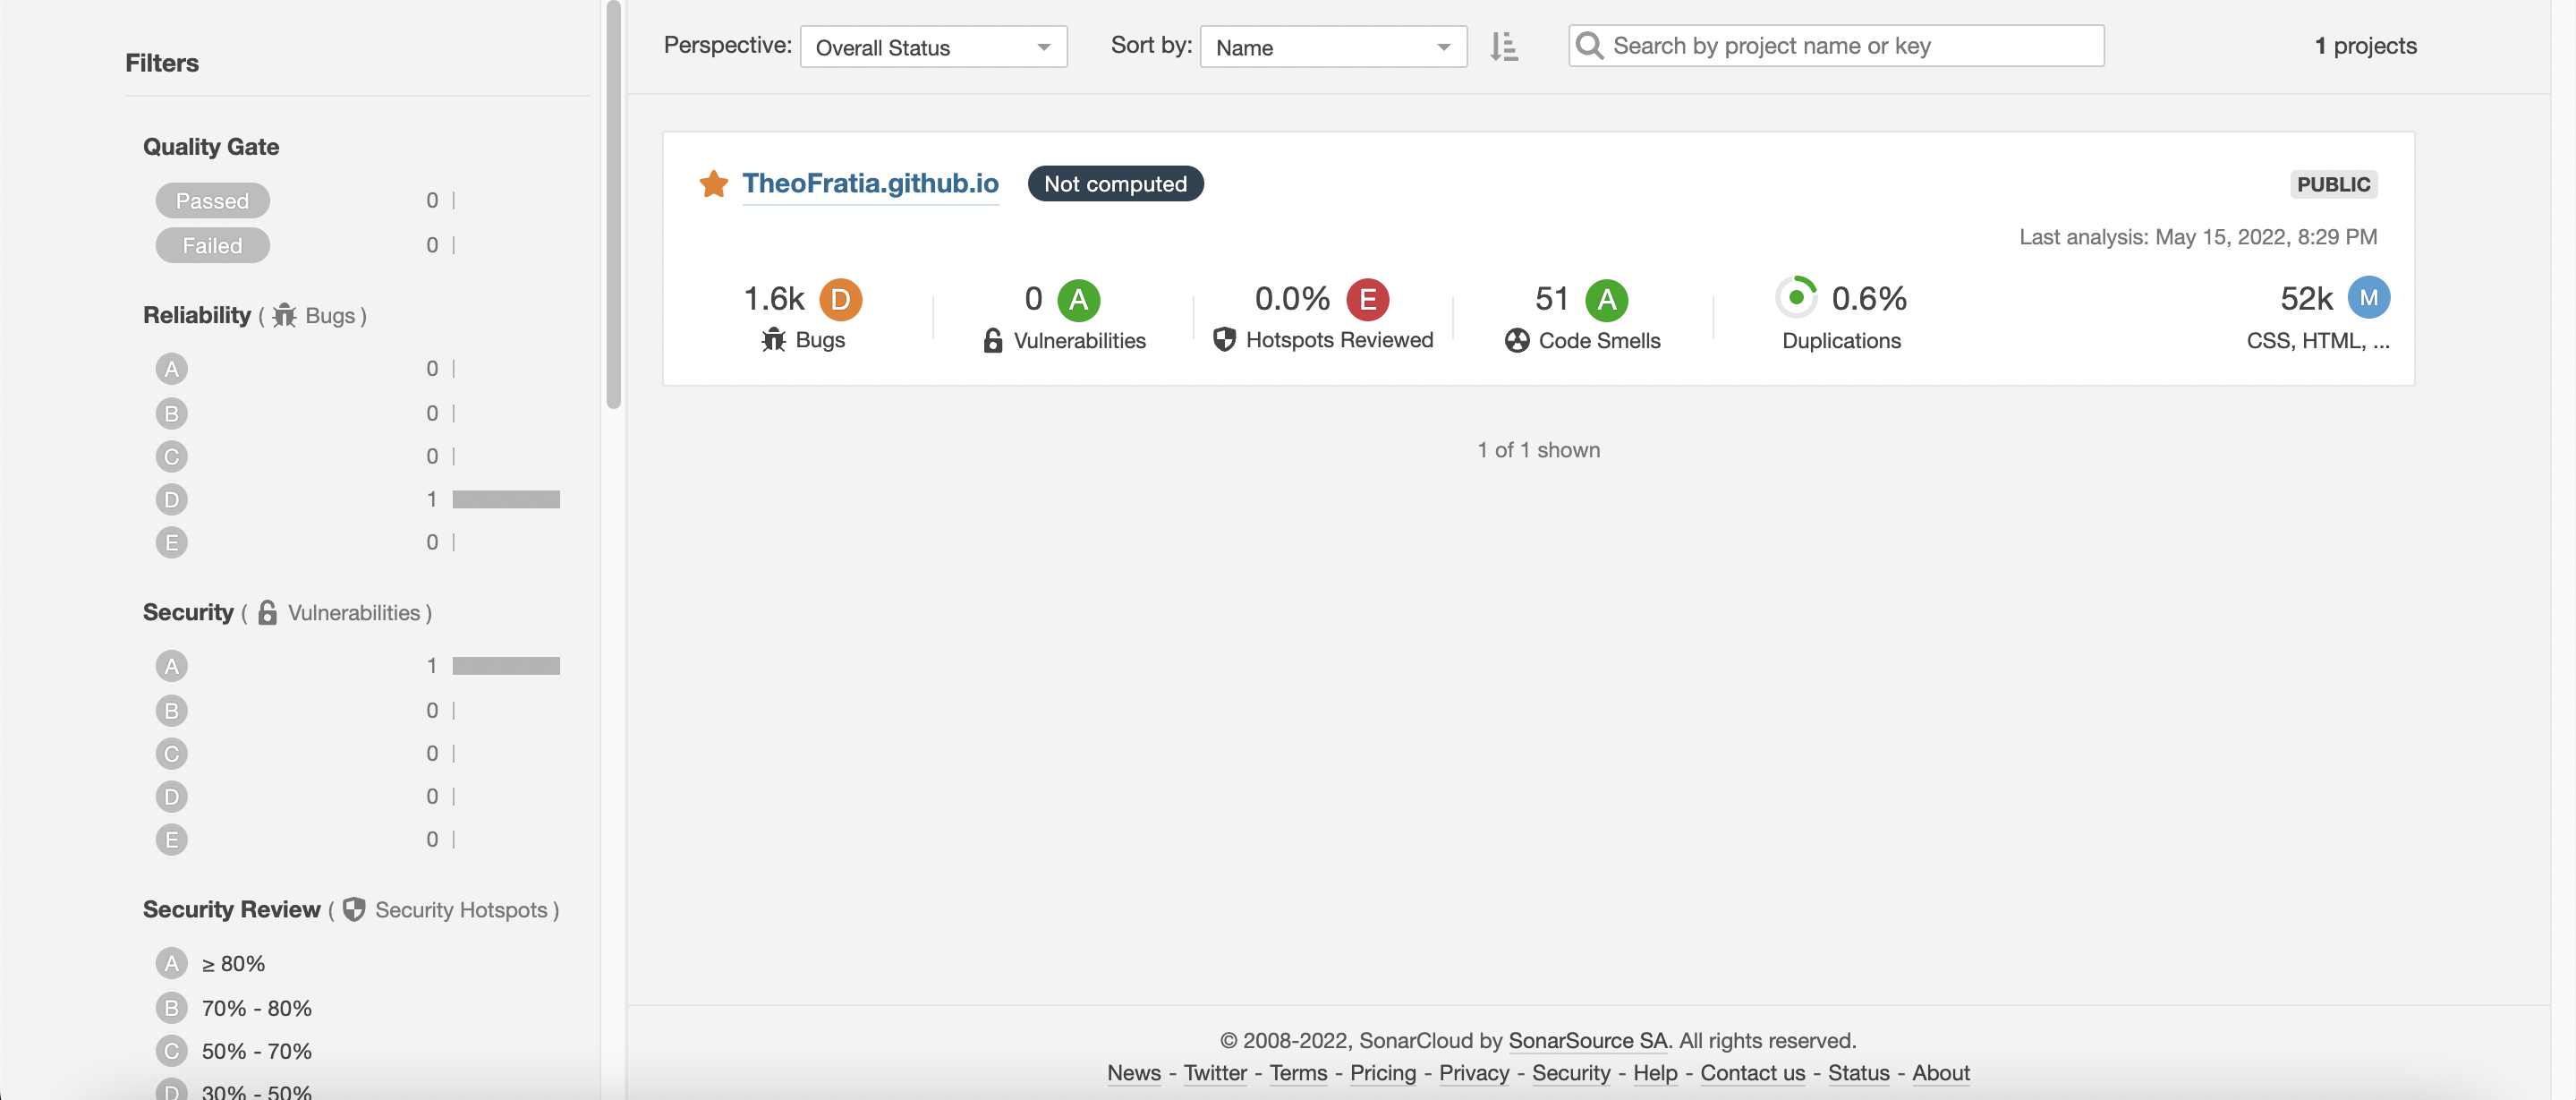 Filters
Quality Gate
Passed 0
Failed 0
Reliability ( Bugs )
A 0
B 0
C 0
D 1
E 0
Security ( Vulnerabilities )
A 1
B 0
C 0
D 0
E 0
Security Review ( Security Hotspots )
A ≥ 80%
B 70% - 80%
C 50% - 70%
D 30% - 50%
Perspective: Overall Status Sort by: Name Search by project name or key 1 projects
TheoFratia.github.io Not computed PUBLIC
Last analysis: May 15, 2022, 8:29 PM
1.6k D 0 A 0.0% E 51 A 0.6% 52k M
Bugs Vulnerabilities Hotspots Reviewed Code Smells Duplications CSS, HTML, ...
1 of 1 shown
© 2008-2022, SonarCloud by SonarSource SA. All rights reserved.
News - Twitter - Terms - Pricing - Privacy - Security - Help - Contact us - Status - About